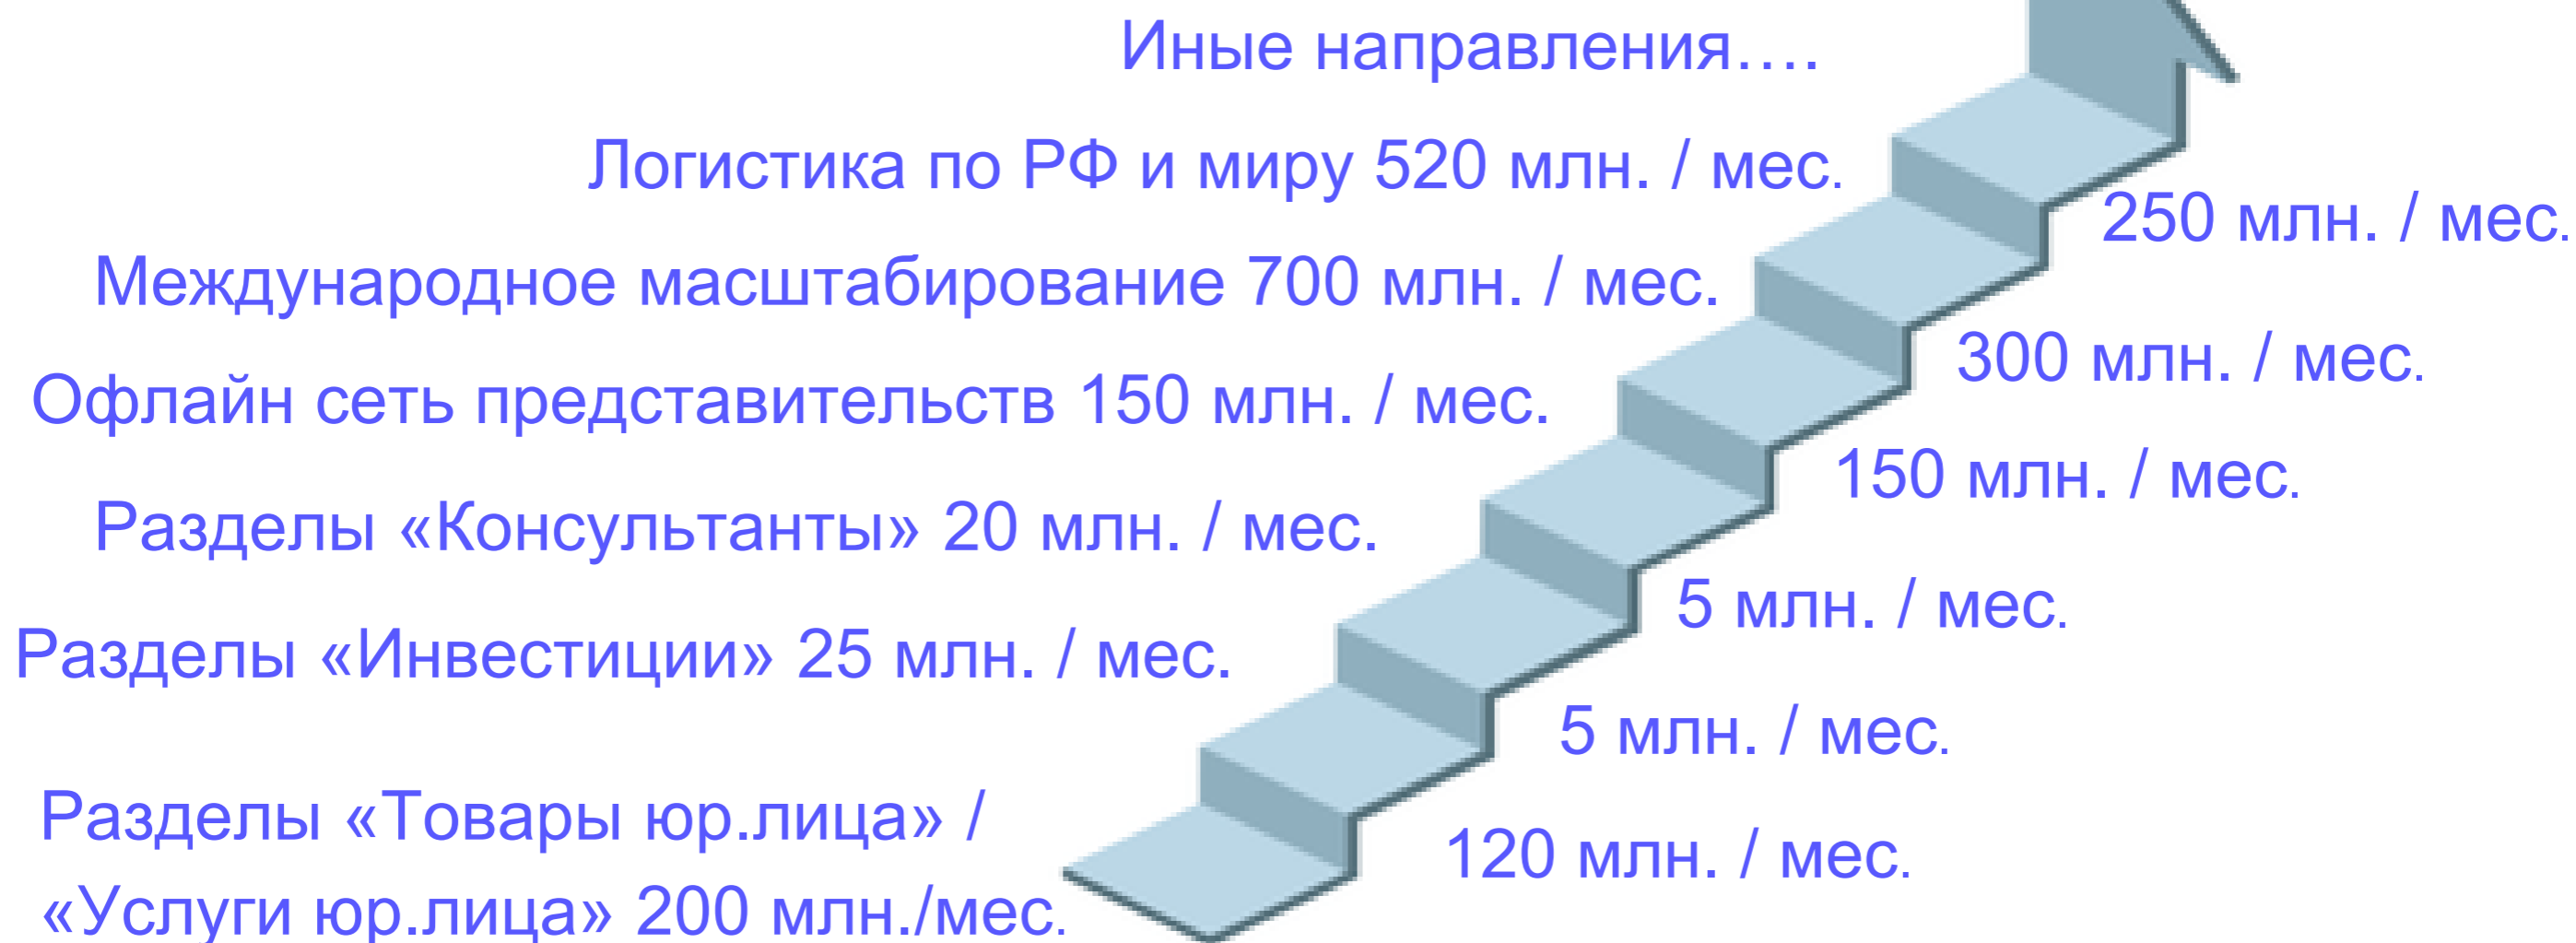 Иные направления….
Логистика по РФ и миру 520 млн. / мес.
250 млн. / мес.
Международное масштабирование 700 млн. / мес.
300 млн. / мес.
Офлайн сеть представительств 150 млн. / мес.
150 млн. / мес.
Разделы «Консультанты» 20 млн. / мес.
5 млн. / мес.
Разделы «Инвестиции» 25 млн. / мес.
5 млн. / мес.
Разделы «Товары юр.лица» /
«Услуги юр.лица» 200 млн./мес.
120 млн. / мес.